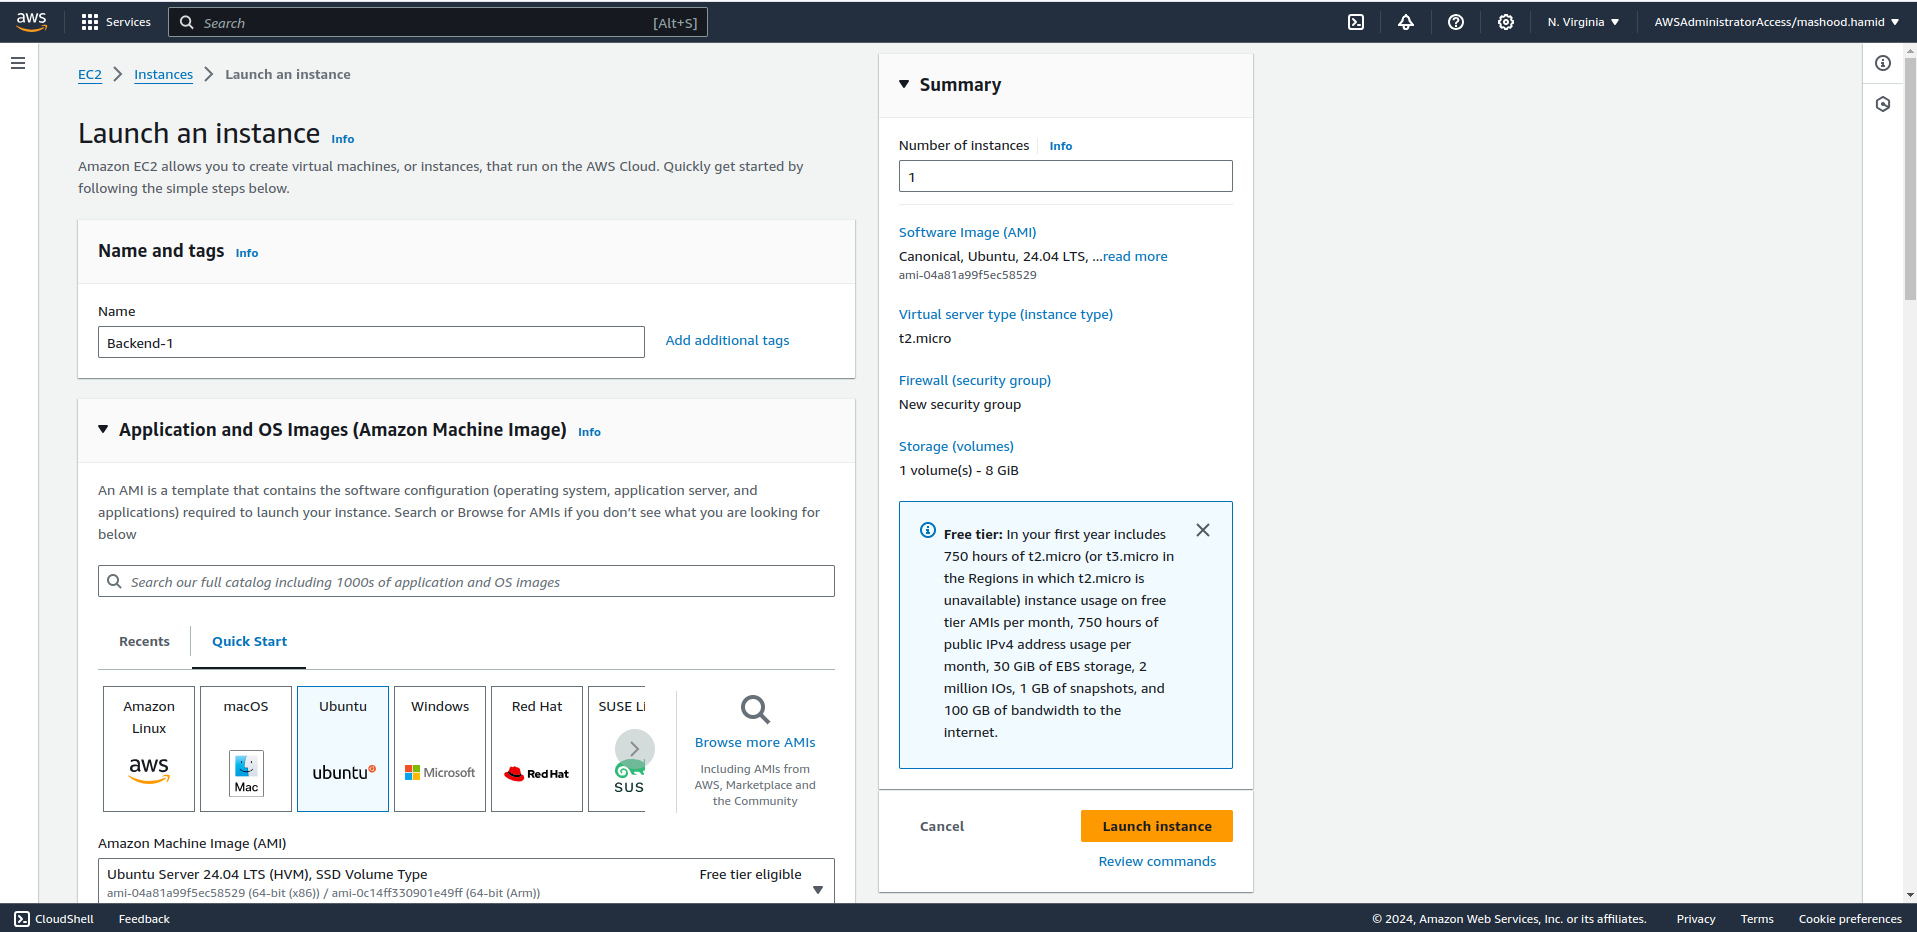 aws
Services
Search
[Alt+S]
N. Virginia
AWSAdministratorAccess/mashood.hamid
EC2
Instances
Launch an instance
Launch an instance
Info
Amazon EC2 allows you to create virtual machines, or instances, that run on the AWS Cloud. Quickly get started by
following the simple steps below.
Name and tags
Info
Name
Backend-1
Add additional tags
Application and OS Images (Amazon Machine Image)
Info
An AMI is a template that contains the software configuration (operating system, application server, and
applications) required to launch your instance. Search or Browse for AMIs if you don't see what you are looking for
below
Search our full catalog including 1000s of application and OS images
Recents
Quick Start
Amazon
Linux
aws
macOS
Mac
Ubuntu
ubuntu
Windows
Microsoft
Red Hat
Red Hat
SUSE Li
SUS
Browse more AMIs
Including AMIs from
AWS, Marketplace and
the Community
Amazon Machine Image (AMI)
Ubuntu Server 24.04 LTS (HVM), SSD Volume Type
Free tier eligible
ami-04a81a99f5ec58529 (64-bit (x86)) / ami-0c14ff330901e49ff (64-bit (Arm))
Summary
Number of instances
Info
1
Software Image (AMI)
Canonical, Ubuntu, 24.04 LTS, ...read more
ami-04a81a99f5ec58529
Virtual server type (instance type)
t2.micro
Firewall (security group)
New security group
Storage (volumes)
1 volume(s) - 8 GiB
Free tier: In your first year includes
750 hours of t2.micro (or t3.micro in
the Regions in which t2.micro is
unavailable) instance usage on free
tier AMIs per month, 750 hours of
public IPv4 address usage per
month, 30 GiB of EBS storage, 2
million IOs, 1 GB of snapshots, and
100 GB of bandwidth to the
internet.
Cancel
Launch instance
Review commands
CloudShell
Feedback
© 2024, Amazon Web Services, Inc. or its affiliates.
Privacy
Terms
Cookie preferences